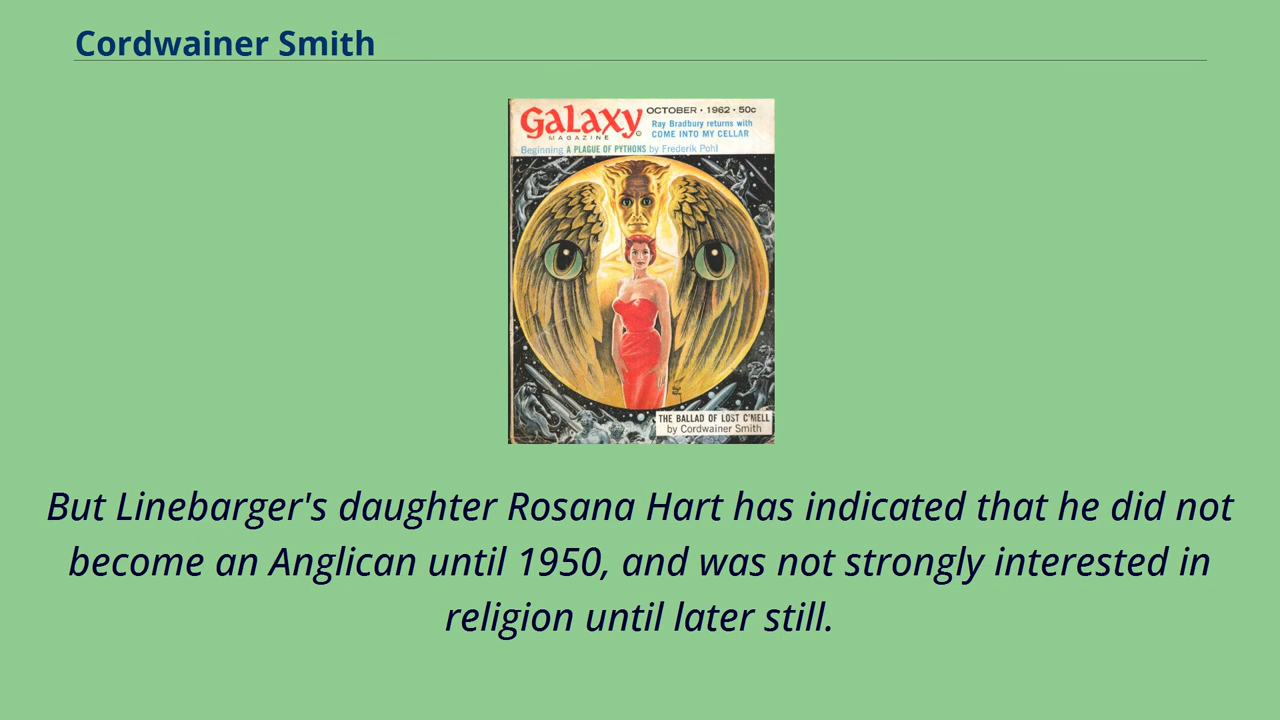 Cordwainer Smith
Galaxy
MAGAZINE
OCTOBER · 1962 · 50c
Ray Bradbury returns with
COME INTO MY CELLAR
Beginning A PLAGUE OF PYTHONS by Frederik Pohl
THE BALLAD OF LOST C'MELL
by Cordwainer Smith
But Linebarger's daughter Rosana Hart has indicated that he did not
become an Anglican until 1950, and was not strongly interested in
religion until later still.